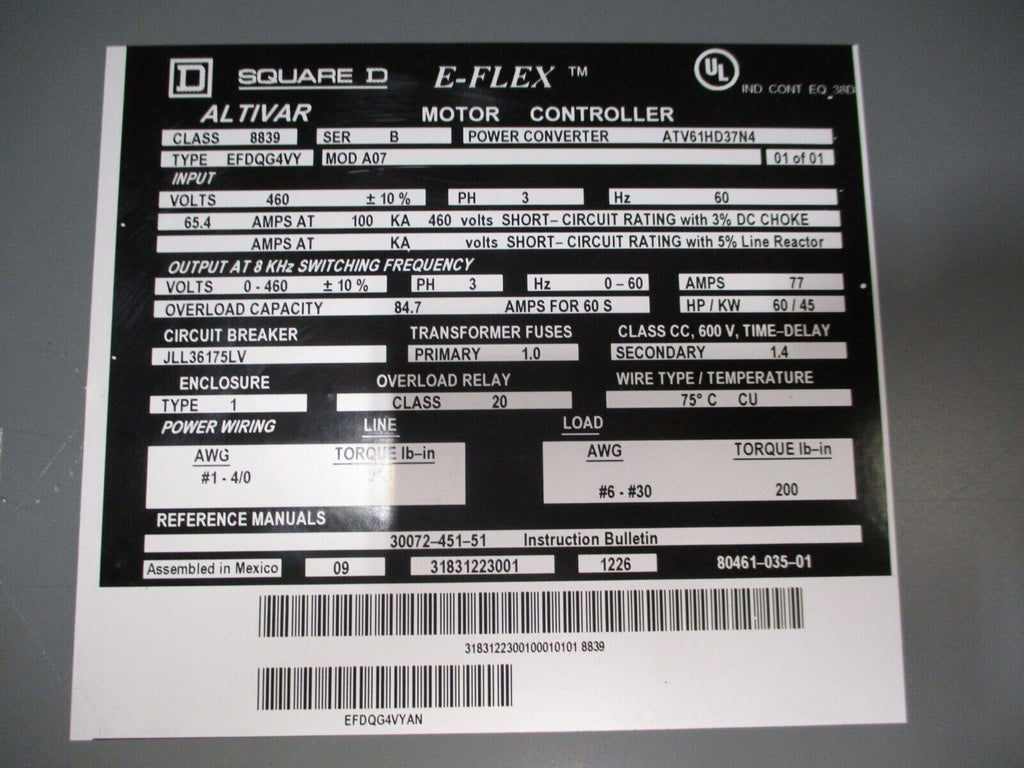 D SQUARE D E-FLEX ™ UL
IND CONT EQ 38D
ALTIVAR MOTOR CONTROLLER
CLASS 8839 SER B POWER CONVERTER ATV61HD37N4
TYPE EFDQG4VY MOD A07 01 of 01
INPUT
VOLTS 460 ± 10 % PH 3 Hz 60
65.4 AMPS AT 100 KA 460 volts SHORT– CIRCUIT RATING with 3% DC CHOKE
AMPS AT KA volts SHORT– CIRCUIT RATING with 5% Line Reactor
OUTPUT AT 8 KHz SWITCHING FREQUENCY
VOLTS 0 - 460 ± 10 % PH 3 Hz 0 – 60 AMPS 77
OVERLOAD CAPACITY 84.7 AMPS FOR 60 S HP / KW 60 / 45
CIRCUIT BREAKER TRANSFORMER FUSES CLASS CC, 600 V, TIME–DELAY
JLL36175LV PRIMARY 1.0 SECONDARY 1.4
ENCLOSURE OVERLOAD RELAY WIRE TYPE / TEMPERATURE
TYPE 1 CLASS 20 75° C CU
POWER WIRING LINE LOAD
AWG TORQUE lb–in AWG TORQUE lb–in
#1 - 4/0 #6 - #30 200
REFERENCE MANUALS
30072–451–51 Instruction Bulletin
Assembled in Mexico 09 31831223001 1226 80461–035–01
3183122300100010101 8839
EFDQG4VYAN